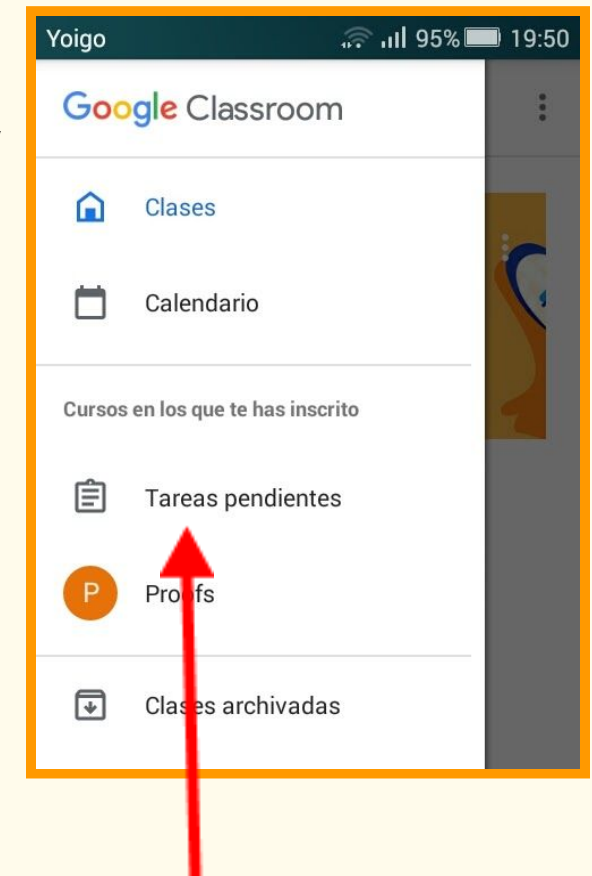 Yoigo 95% 19:50
Google Classroom
Clases
Calendario
Cursos en los que te has inscrito
Tareas pendientes
P Proofs
Clases archivadas